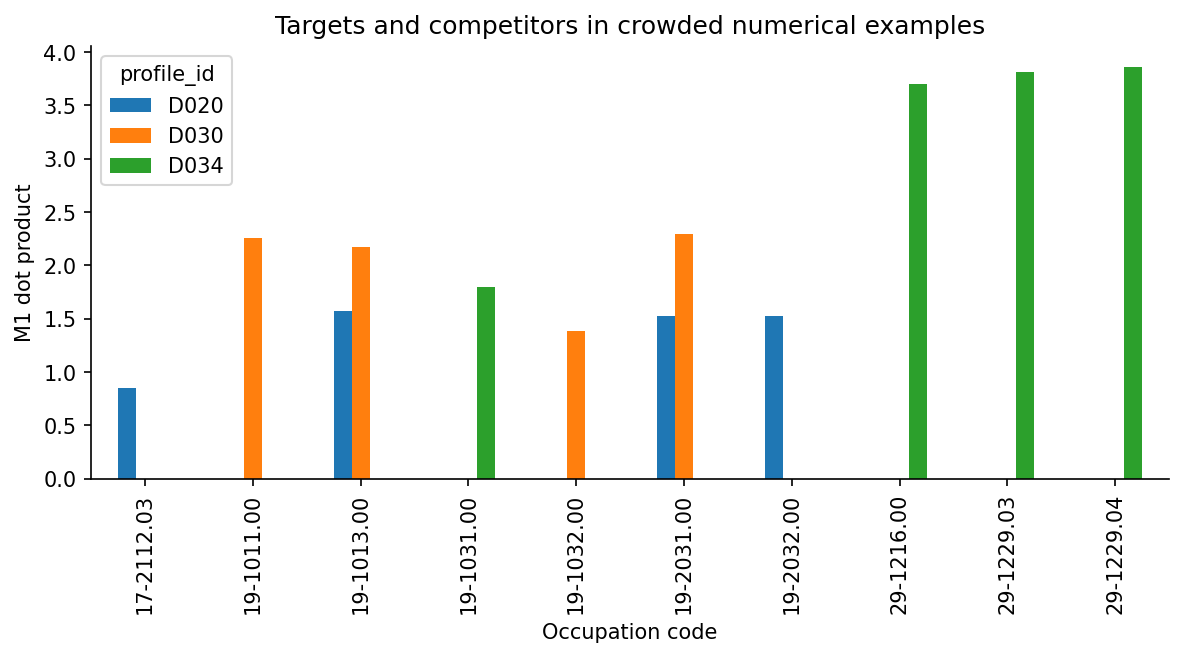 Targets and competitors in crowded numerical examples
profile_id
D020
D030
D034
M1 dot product
4.0
3.5
3.0
2.5
2.0
1.5
1.0
0.5
0.0
17-2112.03
19-1011.00
19-1013.00
19-1031.00
19-1032.00
19-2031.00
19-2032.00
29-1216.00
29-1229.03
29-1229.04
Occupation code